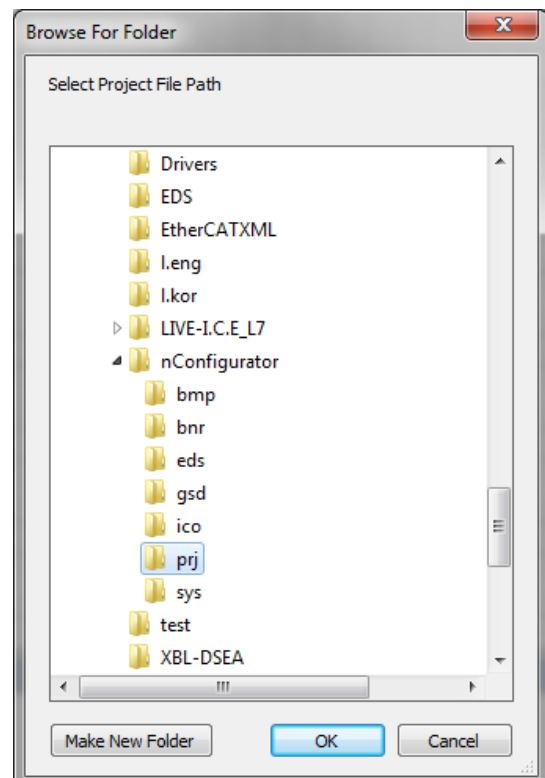 Browse For Folder
Select Project File Path
Drivers
EDS
EtherCATXML
l.eng
l.kor
LIVE-I.C.E_L7
nConfigurator
bmp
bnr
eds
gsd
ico
prj
sys
test
XBL-DSEA
Make New Folder
OK
Cancel